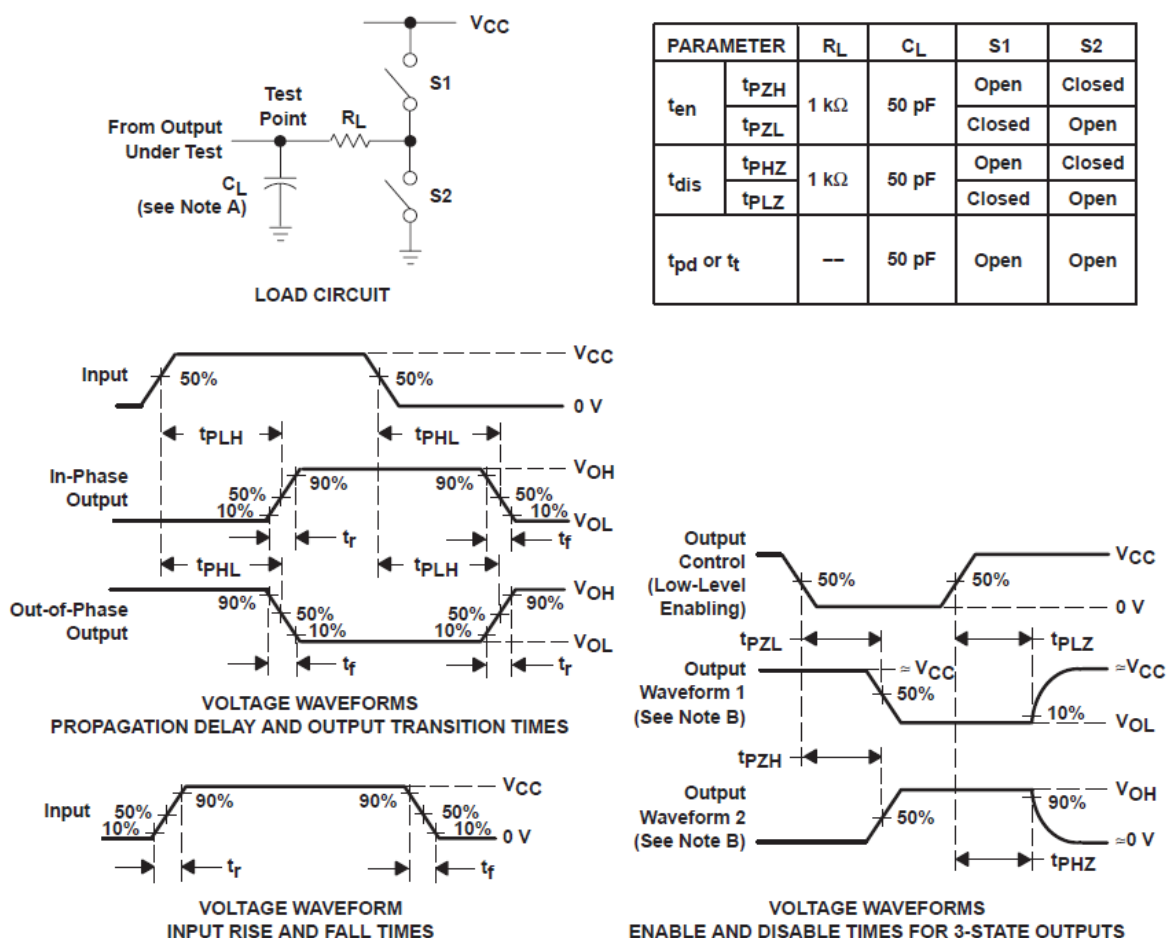 VCC
S1
Test
Point
RL
From Output
Under Test
CL
(see Note A)
S2
LOAD CIRCUIT
PARAMETER RL CL S1 S2
ten tPZH 1 kΩ 50 pF Open Closed
tPZL Closed Open
tdis tPHZ 1 kΩ 50 pF Open Closed
tPLZ Closed Open
tpd or tt −− 50 pF Open Open
Input 50% 50% VCC
0 V
tPLH tPHL
In-Phase
Output
50%
10%
90%
90%
50%
10%
VOH
VOL
tr tf
tPHL tPLH
Out-of-Phase
Output
90%
50%
10%
50%
10%
90%
VOH
VOL
tf tr
VOLTAGE WAVEFORMS
PROPAGATION DELAY AND OUTPUT TRANSITION TIMES
Input
50%
10%
90%
90%
50%
10%
VCC
0 V
tr tf
VOLTAGE WAVEFORM
INPUT RISE AND FALL TIMES
Output
Control
(Low-Level
Enabling)
50%
50%
VCC
0 V
tPZL tPLZ
Output
Waveform 1
(See Note B)
≈ VCC
50%
≈VCC
10%
VOL
tPZH
Output
Waveform 2
(See Note B)
50%
VOH
90%
≈0 V
tPHZ
VOLTAGE WAVEFORMS
ENABLE AND DISABLE TIMES FOR 3-STATE OUTPUTS